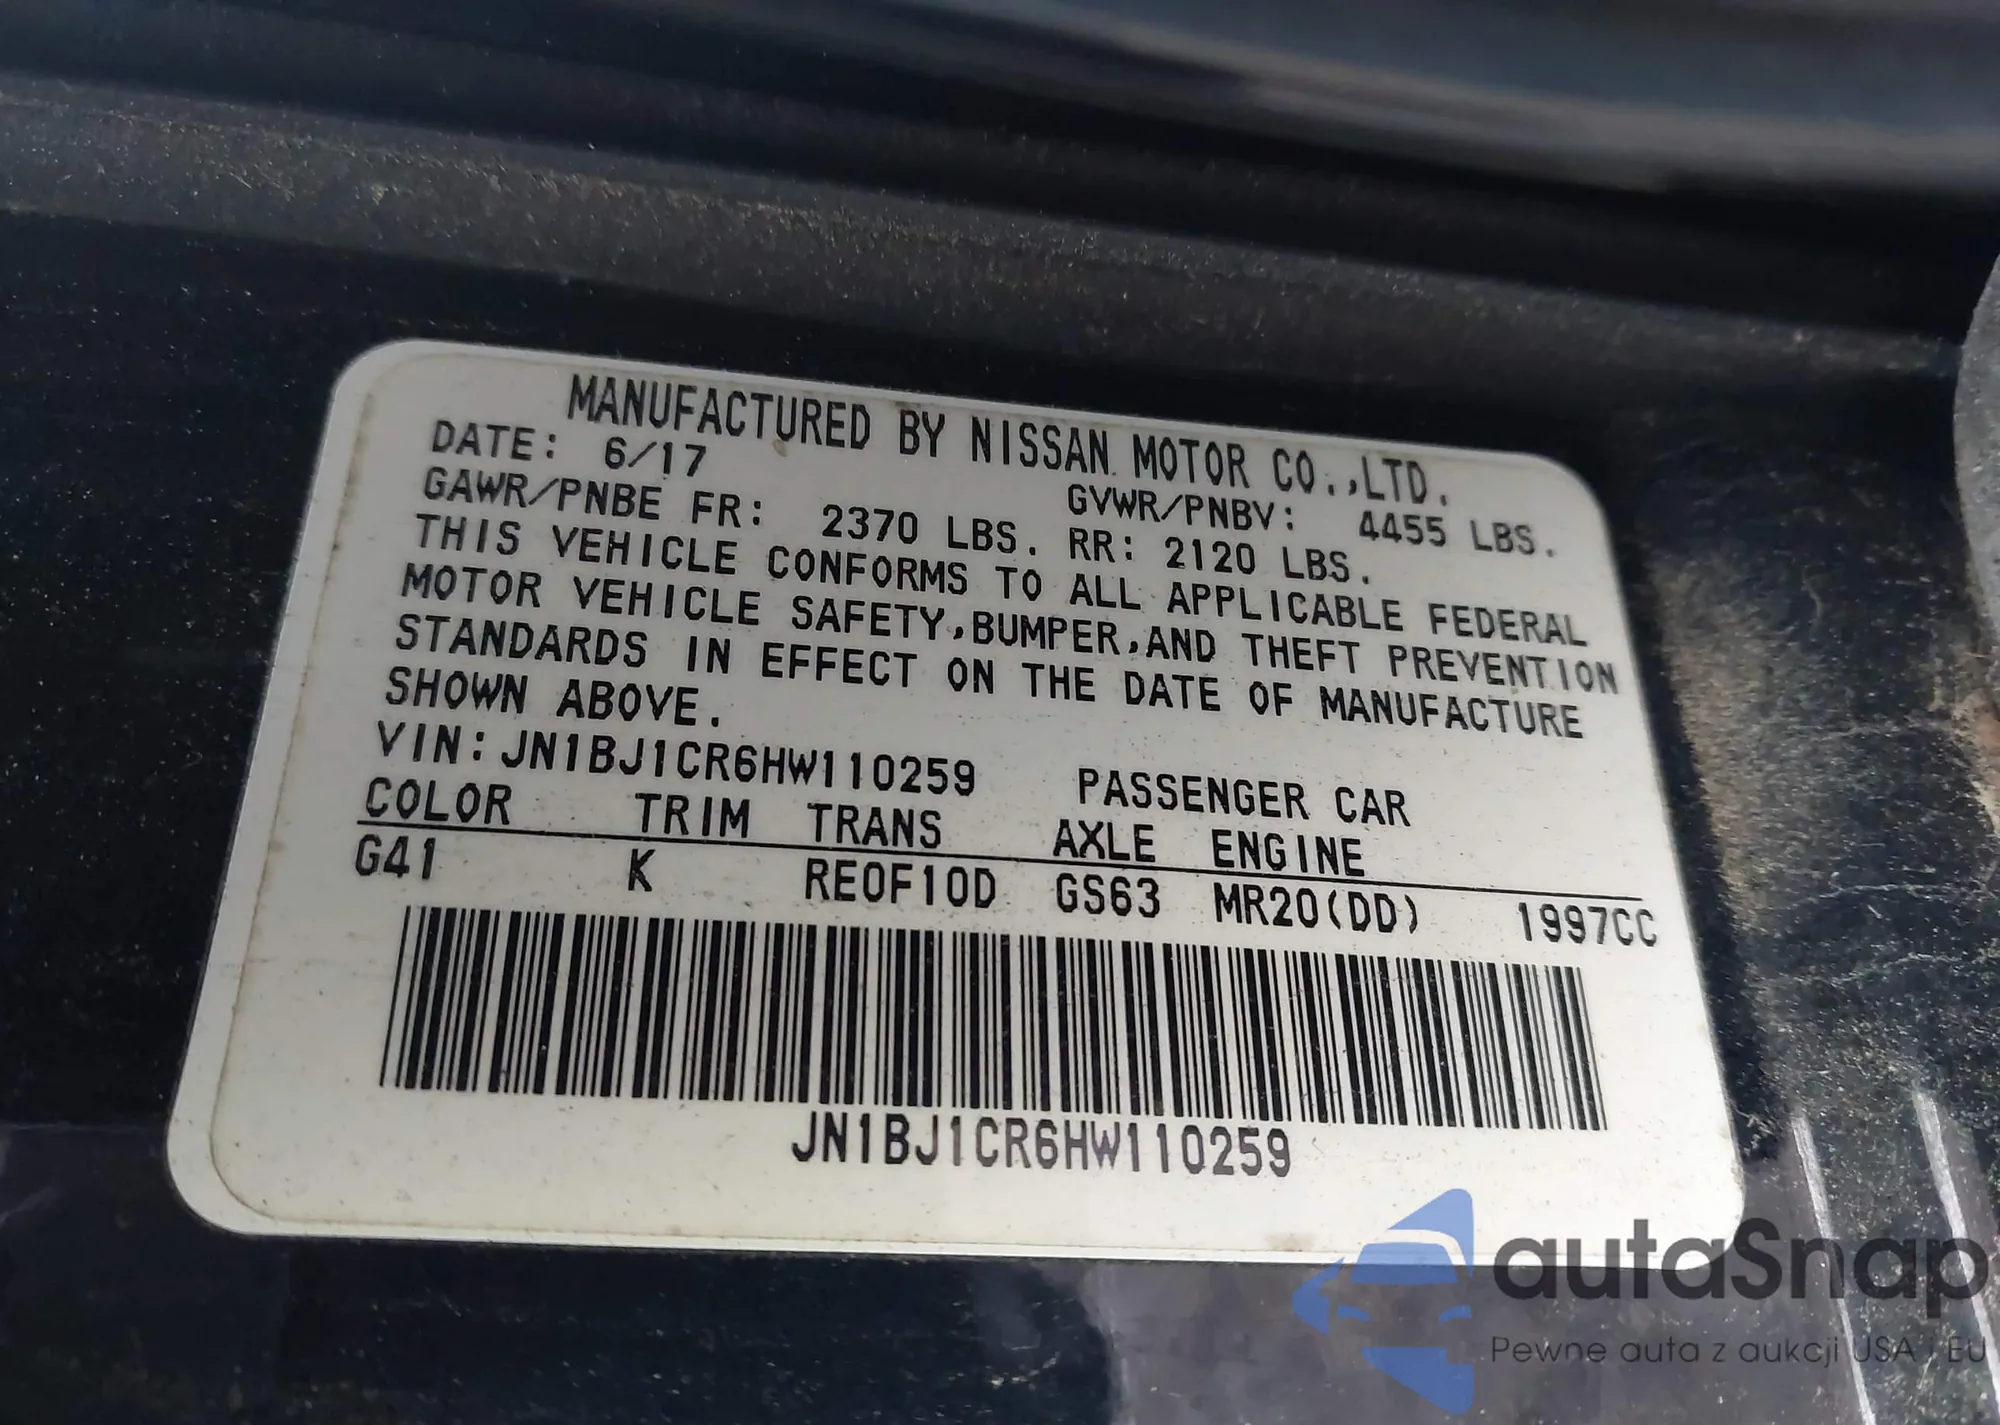 MANUFACTURED BY NISSAN MOTOR CO.,LTD.
DATE: 6/17 GVWR/PNBV: 4455 LBS.
GAWR/PNBE FR: 2370 LBS. RR: 2120 LBS.
THIS VEHICLE CONFORMS TO ALL APPLICABLE FEDERAL
MOTOR VEHICLE SAFETY,BUMPER,AND THEFT PREVENTION
STANDARDS IN EFFECT ON THE DATE OF MANUFACTURE
SHOWN ABOVE.
VIN:JN1BJ1CR6HW110259 PASSENGER CAR
COLOR TRIM TRANS AXLE ENGINE
G41 K RE0F10D GS63 MR20(DD) 1997CC
JN1BJ1CR6HW110259
autaSnap
Pewne auta z aukcji USA i EU